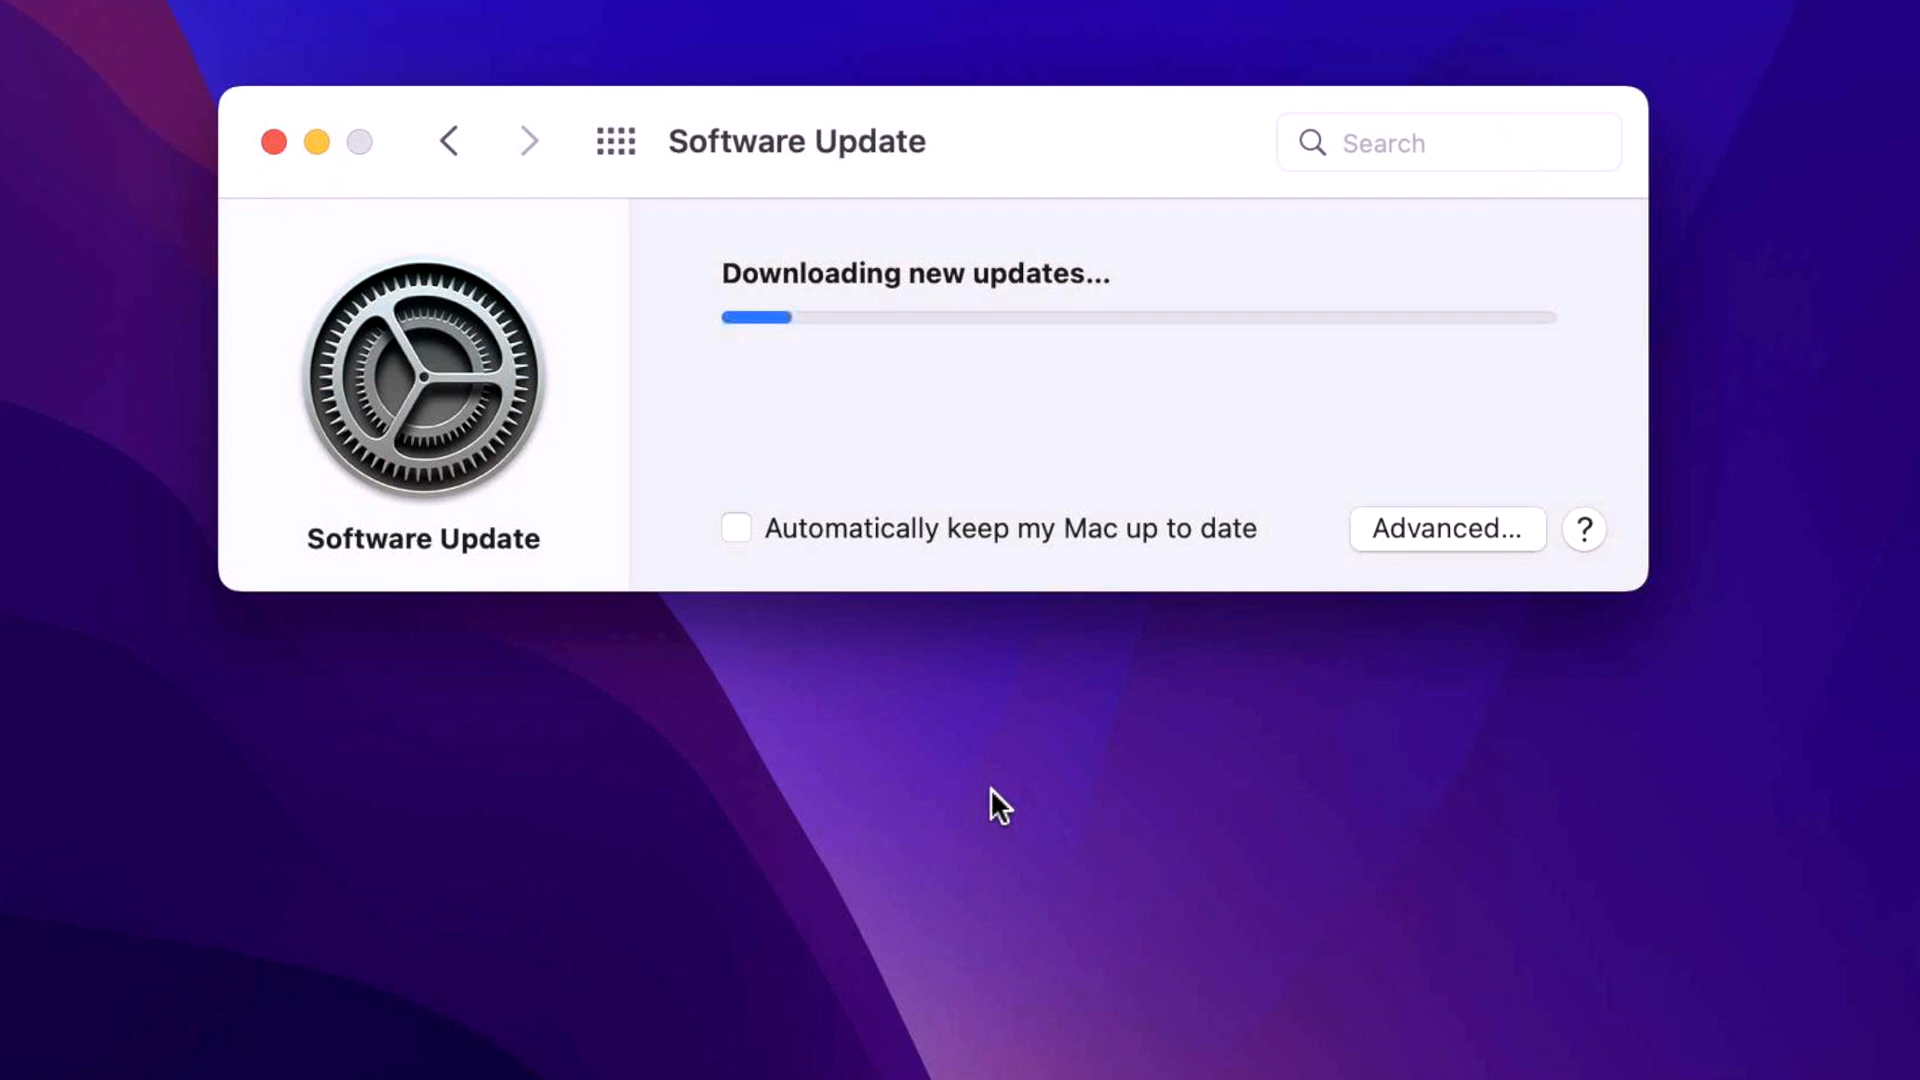 Software Update
Search
Downloading new updates...
Software Update
Automatically keep my Mac up to date
Advanced...
?